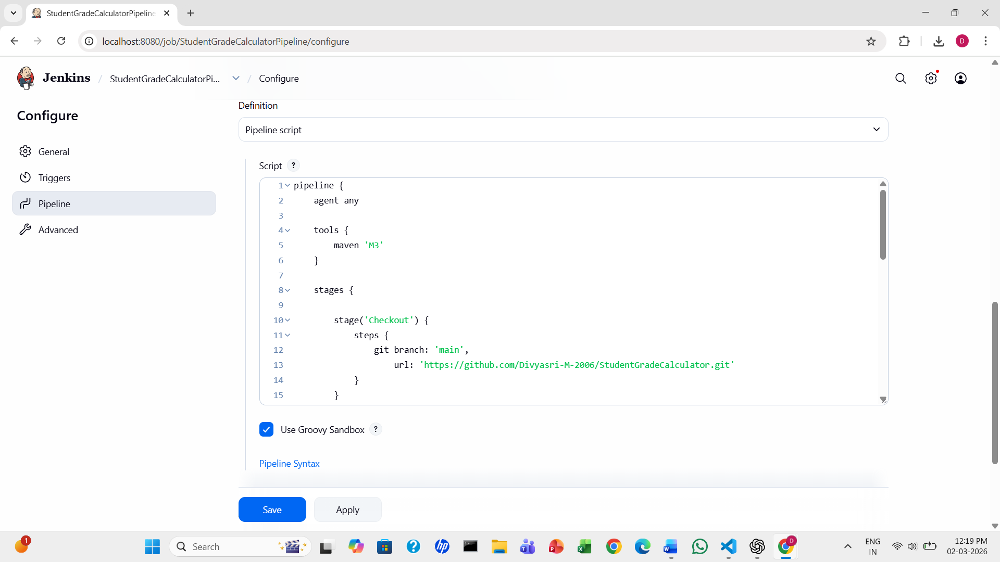 StudentGradeCalculatorPipeline
localhost:8080/job/StudentGradeCalculatorPipeline/configure
D
Jenkins / StudentGradeCalculatorPi... / Configure
Configure
General
Triggers
Pipeline
Advanced
Definition
Pipeline script
Script ?
1 pipeline {
2     agent any
3
4     tools {
5         maven 'M3'
6     }
7
8     stages {
9
10         stage('Checkout') {
11             steps {
12                 git branch: 'main',
13                     url: 'https://github.com/Divyasri-M-2006/StudentGradeCalculator.git'
14             }
15         }
Use Groovy Sandbox ?
Pipeline Syntax
Save
Apply
1
Search
D
ENG
IN
12:19 PM
02-03-2026